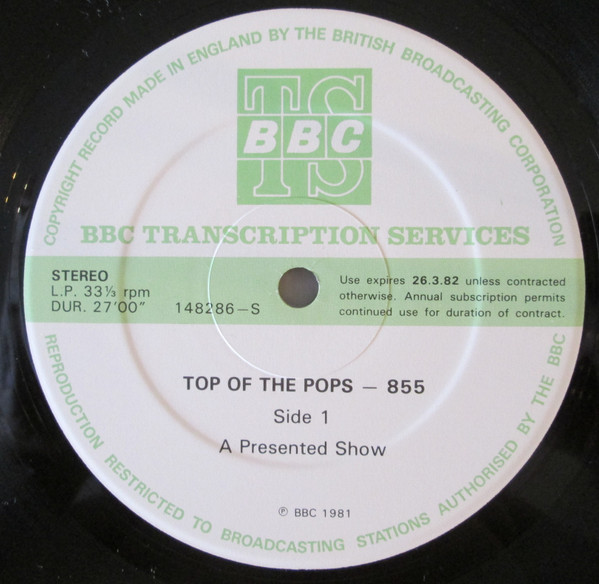 COPYRIGHT RECORD MADE IN ENGLAND BY THE BRITISH BROADCASTING CORPORATION
TS
BBC
BBC TRANSCRIPTION SERVICES
STEREO
L.P. 33⅓ rpm
DUR. 27'00" 148286-S
Use expires 26.3.82 unless contracted
otherwise. Annual subscription permits
continued use for duration of contract.
TOP OF THE POPS — 855
Side 1
A Presented Show
℗ BBC 1981
REPRODUCTION RESTRICTED TO BROADCASTING STATIONS AUTHORISED BY THE BBC